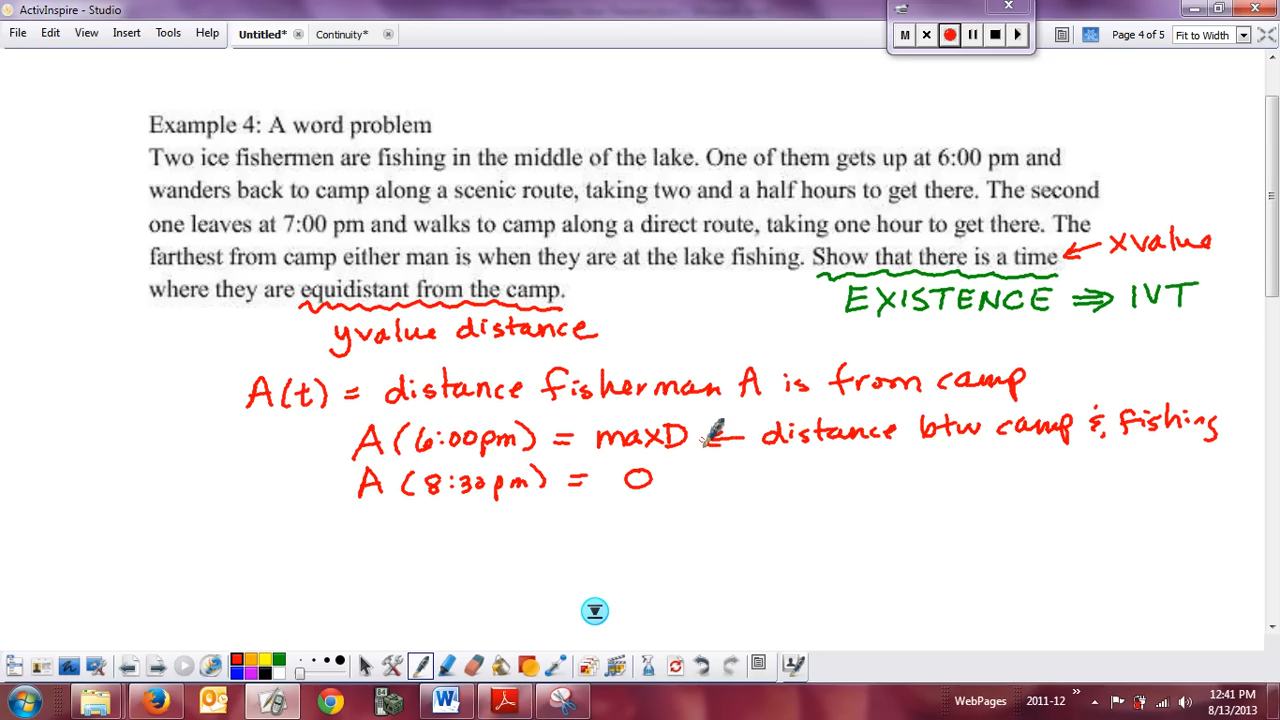 ActivInspire - Studio
File Edit View Insert Tools Help Untitled* Continuity* M Page 4 of 5 Fit to Width
Example 4: A word problem
Two ice fishermen are fishing in the middle of the lake. One of them gets up at 6:00 pm and
wanders back to camp along a scenic route, taking two and a half hours to get there. The second
one leaves at 7:00 pm and walks to camp along a direct route, taking one hour to get there. The
farthest from camp either man is when they are at the lake fishing. Show that there is a time
x value
where they are equidistant from the camp.
EXISTENCE ⇒ IVT
y value distance
A(t) = distance fisherman A is from camp
A(6:00pm) = maxD ← distance btw camp & fishing
A(8:30pm) = 0
WebPages 2011-12 12:41 PM
8/13/2013